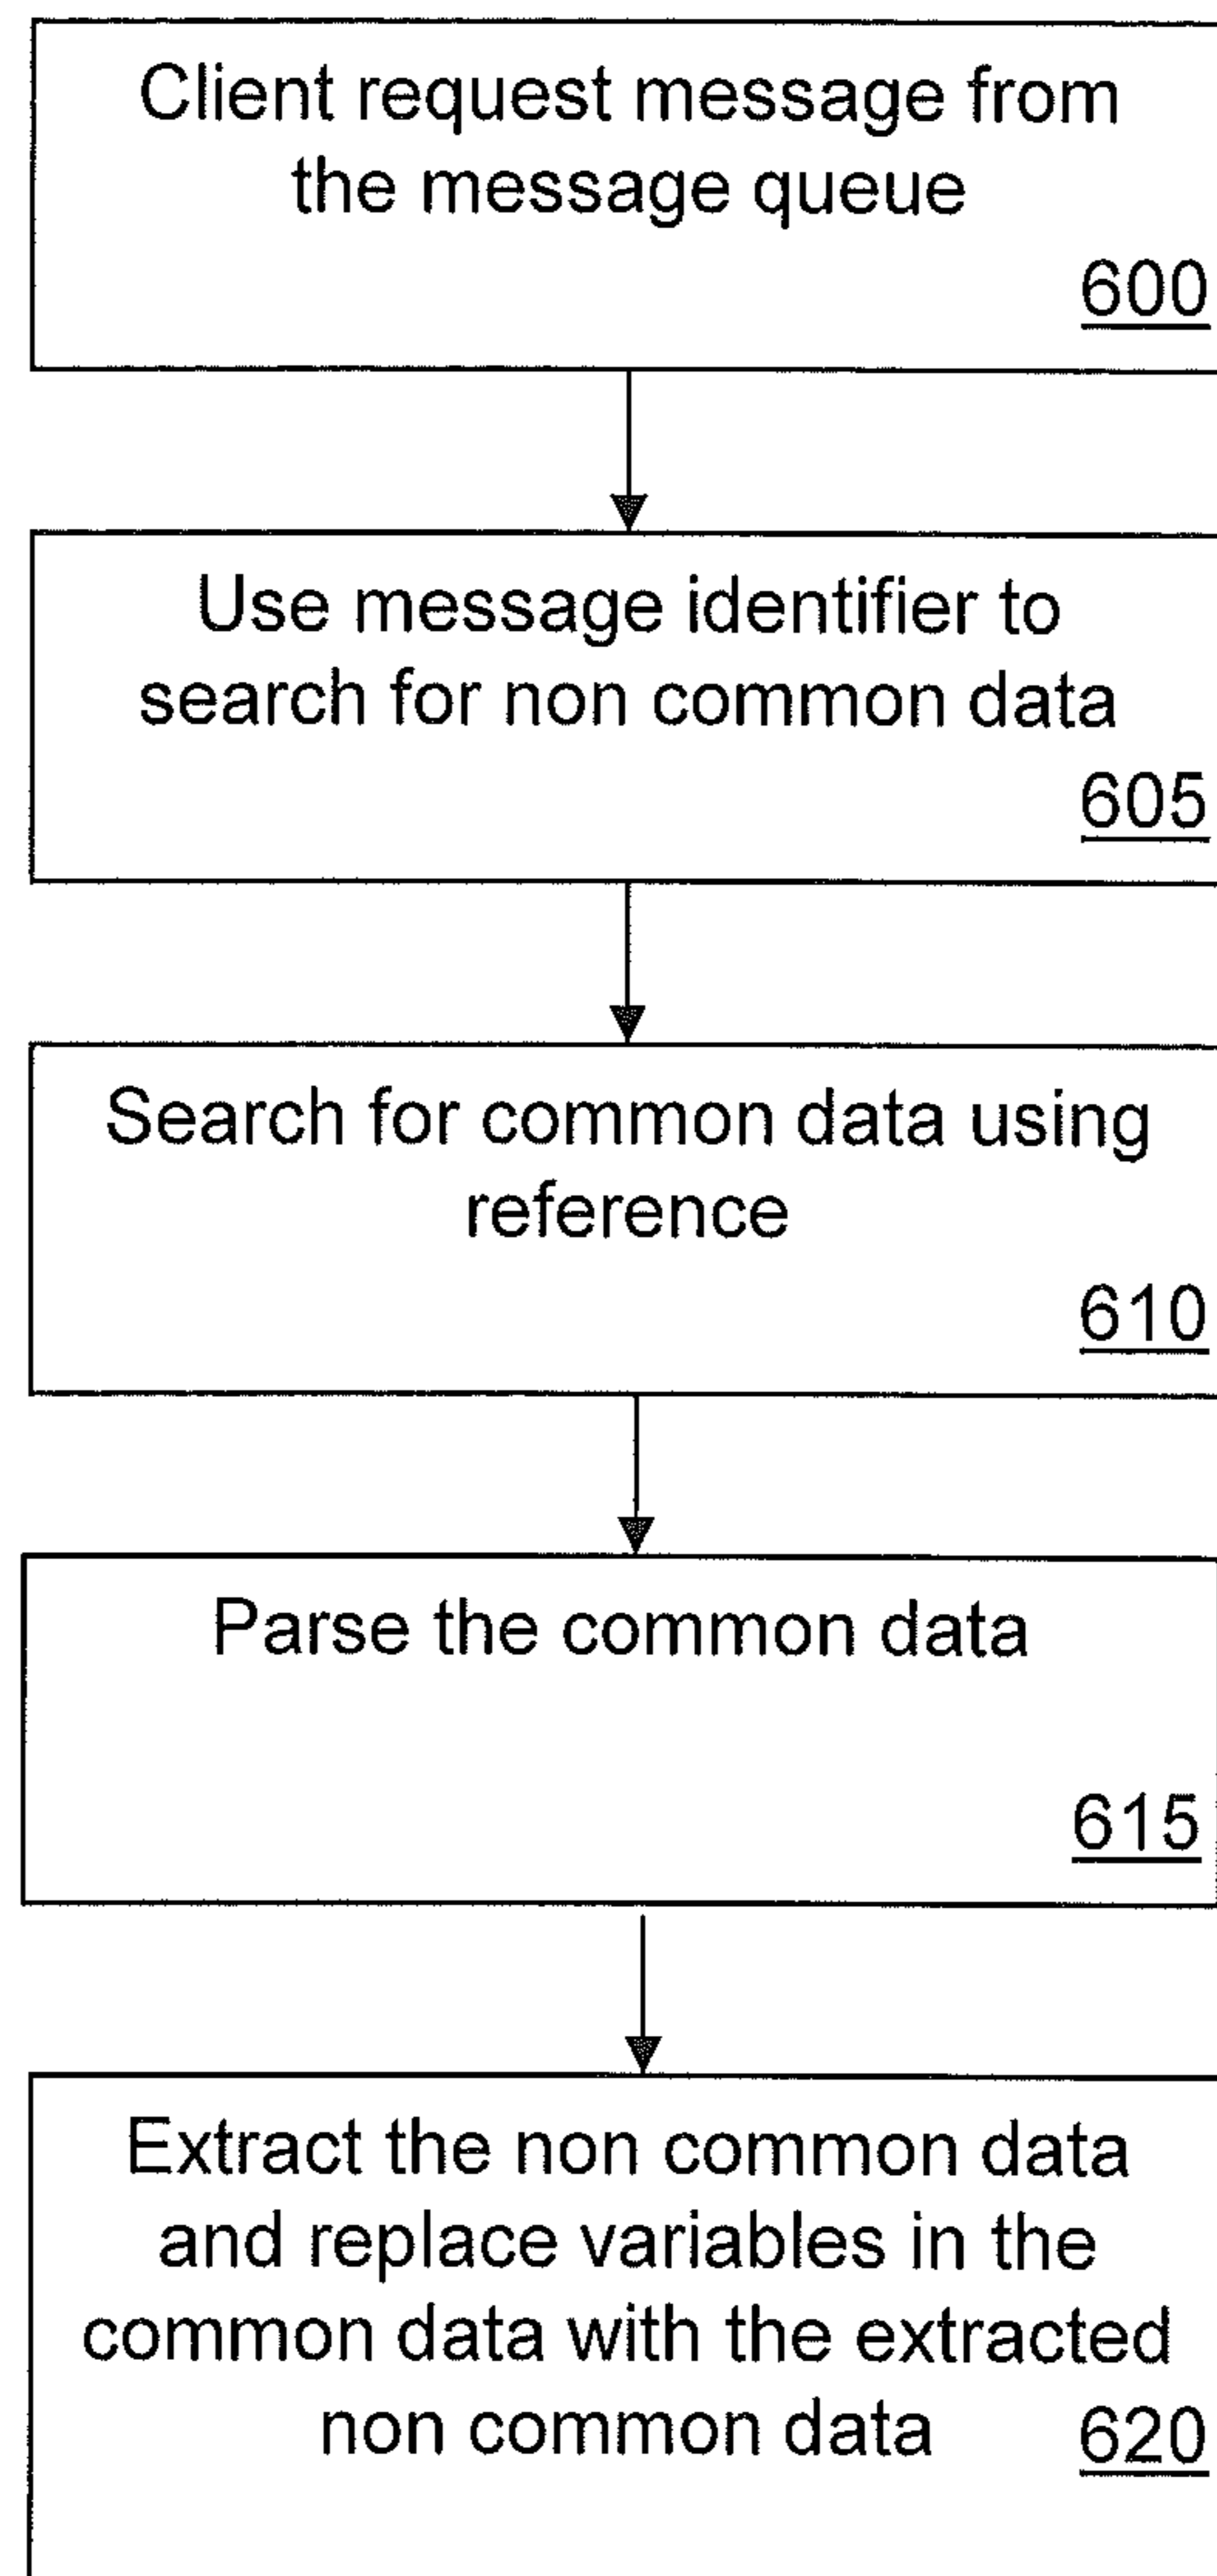 Client request message from
the message queue
600
Use message identifier to
search for non common data
605
Search for common data using
reference
610
Parse the common data
615
Extract the non common data
and replace variables in the
common data with the extracted
non common data 620